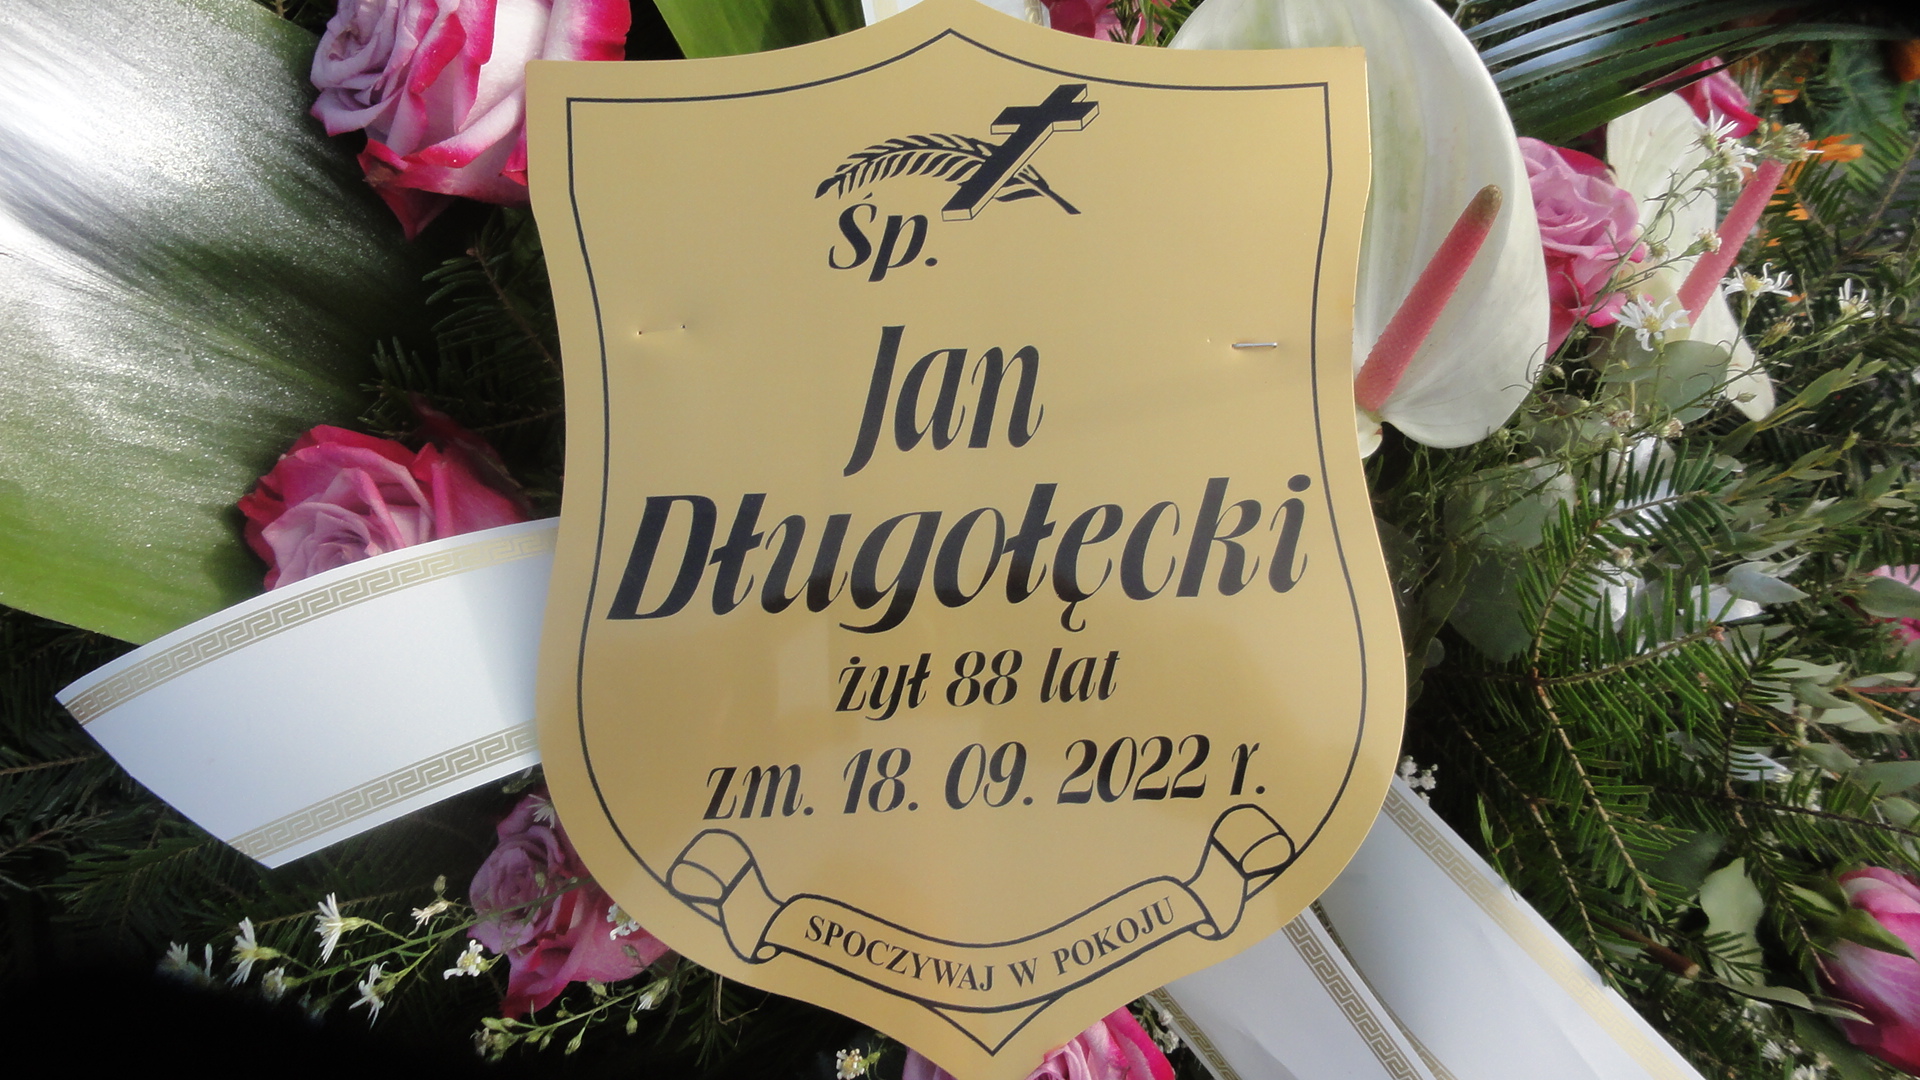 Śp.
Jan
Długołęcki
żył 88 lat
zm. 18. 09. 2022 r.
SPOCZYWAJ W POKOJU